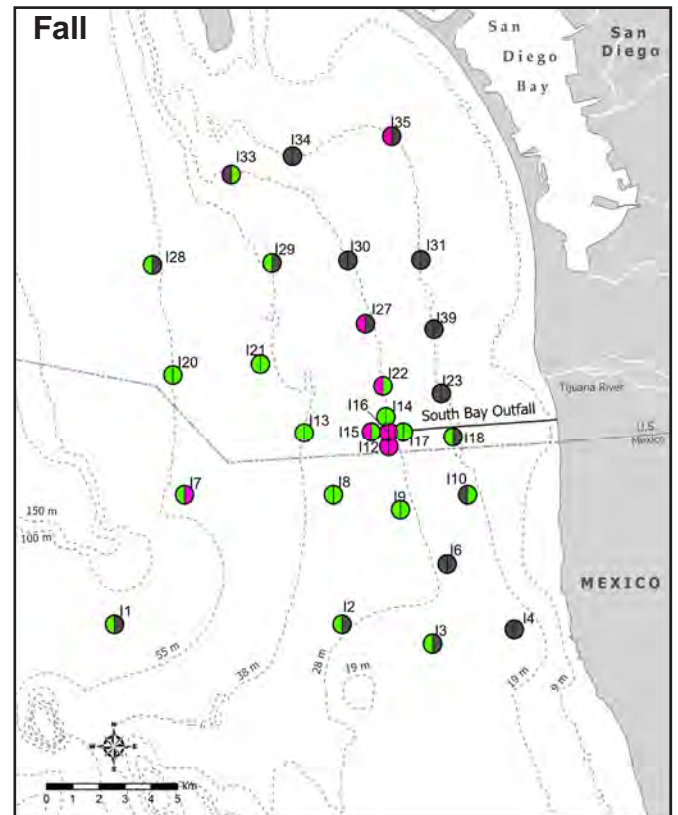 Fall
San
Diego
San
Diego
Bay
I35
I34
I33
I28
I29
I30
I31
I27
I39
I20
I21
I22
I23
Tijuana River
I16
I14
South Bay Outfall
I13
I15
I17
I18
U.S.
Mexico
I12
I7
I8
I9
I10
150 m
100 m
I6
MEXICO
I1
I2
I3
I4
55 m
38 m
28 m
19 m
19 m
9 m
N
W
E
S
km
0 1 2 3 4 5